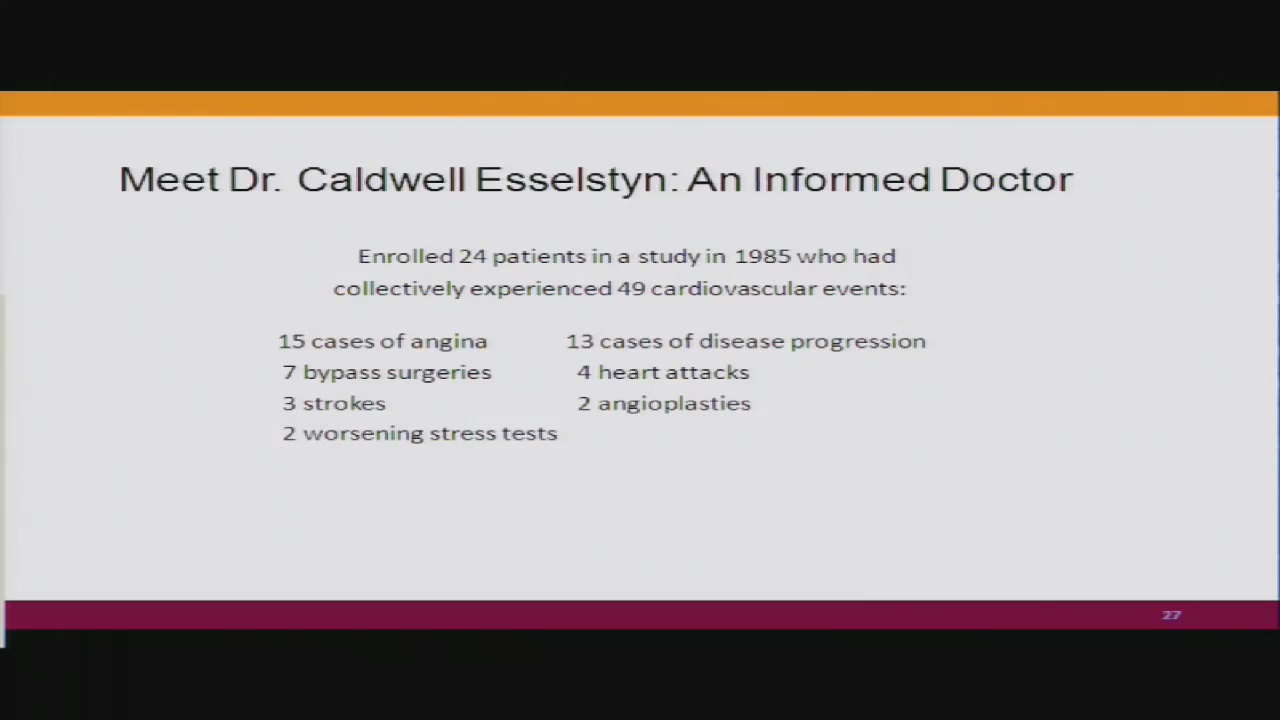 Meet Dr. Caldwell Esselstyn: An Informed Doctor
Enrolled 24 patients in a study in 1985 who had
collectively experienced 49 cardiovascular events:
15 cases of angina
7 bypass surgeries
3 strokes
2 worsening stress tests
13 cases of disease progression
4 heart attacks
2 angioplasties
27